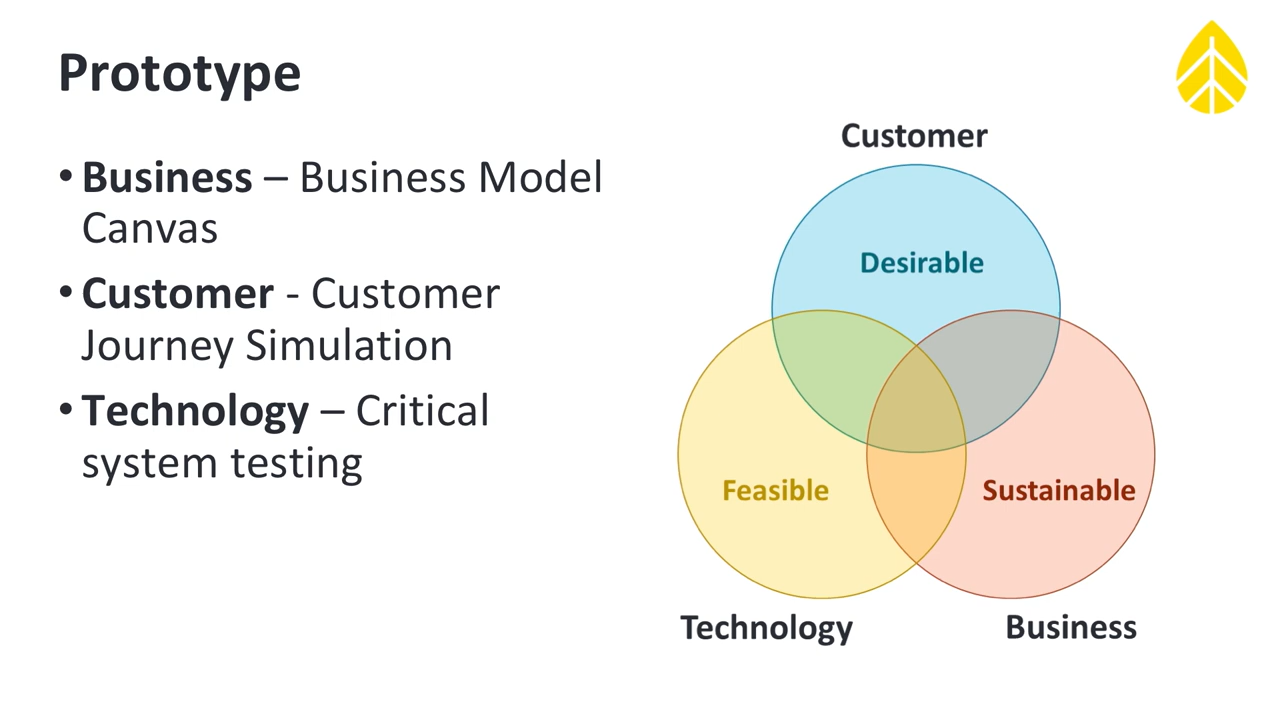 Prototype
• Business – Business Model
Canvas
• Customer - Customer
Journey Simulation
• Technology – Critical
system testing
Customer
Desirable
Feasible
Sustainable
Technology
Business